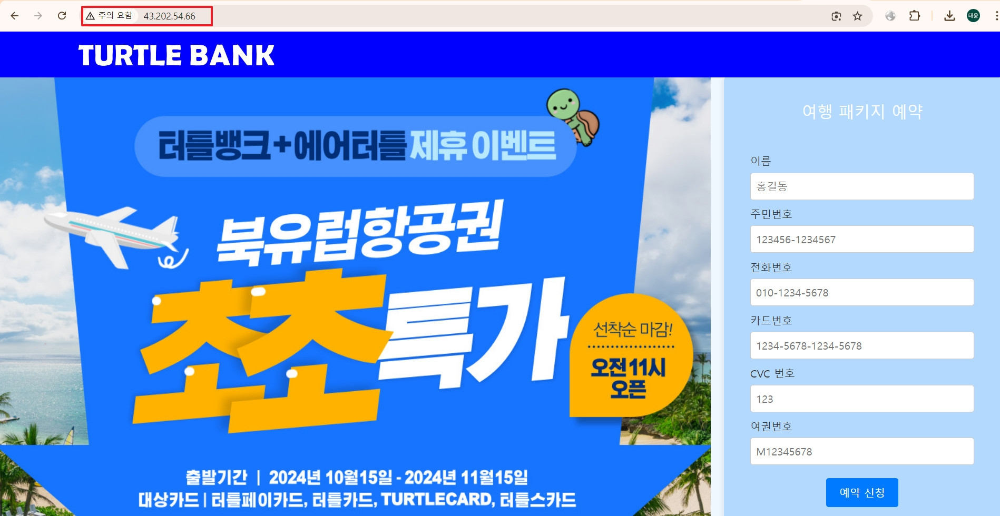 주의 요함 43.202.54.66
태윤
TURTLE BANK
터틀뱅크+에어터틀 제휴 이벤트
북유럽항공권
쵸쵸특가
선착순 마감!
오전 11시
오픈
출발기간 | 2024년 10월15일 - 2024년 11월15일
대상카드 | 터틀페이카드, 터틀카드, TURTLECARD, 터틀스카드
여행 패키지 예약
이름
홍길동
주민번호
123456-1234567
전화번호
010-1234-5678
카드번호
1234-5678-1234-5678
CVC 번호
123
여권번호
M12345678
예약 신청